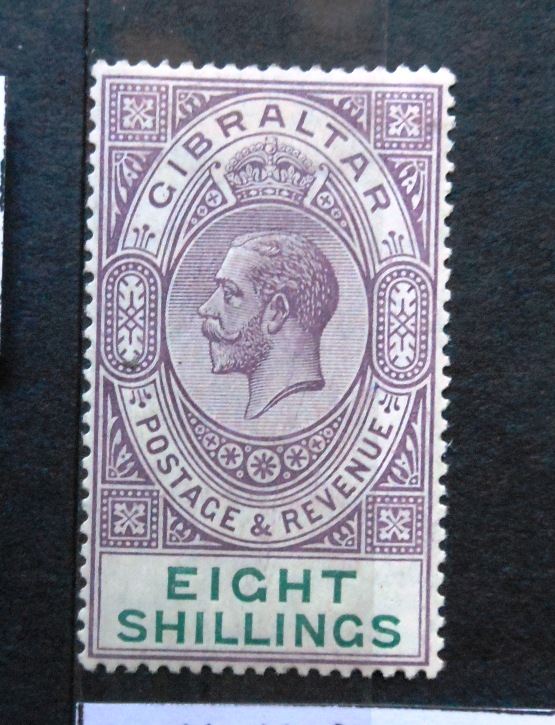 GIBRALTAR
POSTAGE & REVENUE
EIGHT
SHILLINGS